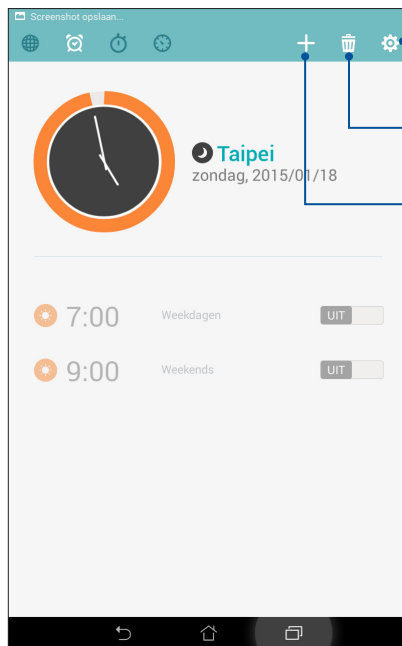 Screenshot opslaan...
Taipei
zondag, 2015/01/18
7:00 Weekdagen UIT
9:00 Weekends UIT